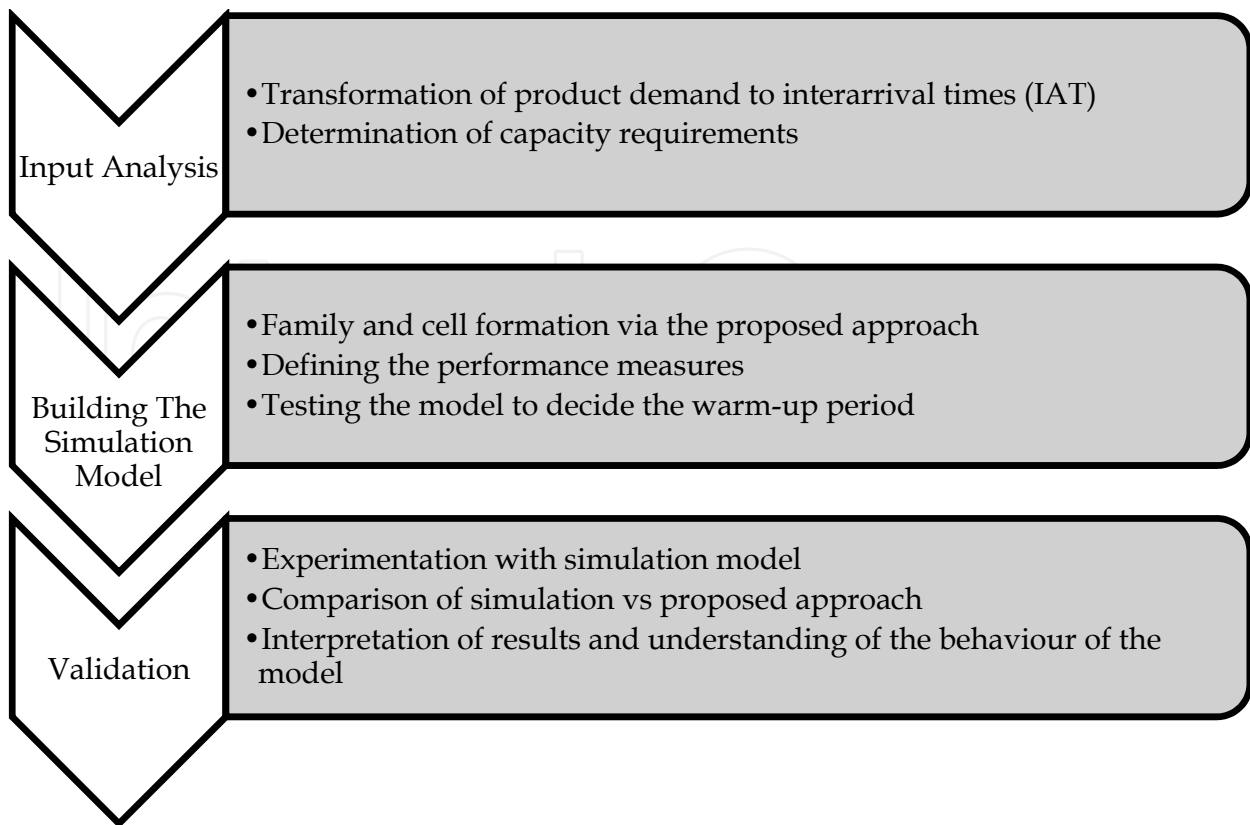 Input Analysis
•Transformation of product demand to interarrival times (IAT)
•Determination of capacity requirements
Building The
Simulation
Model
•Family and cell formation via the proposed approach
•Defining the performance measures
•Testing the model to decide the warm-up period
Validation
•Experimentation with simulation model
•Comparison of simulation vs proposed approach
•Interpretation of results and understanding of the behaviour of the
model